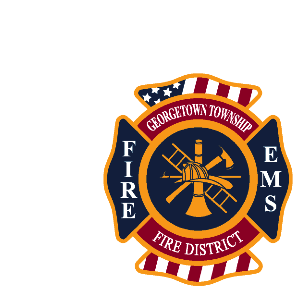 GEORGETOWN TOWNSHIP
FIRE
EMS
FIRE DISTRICT